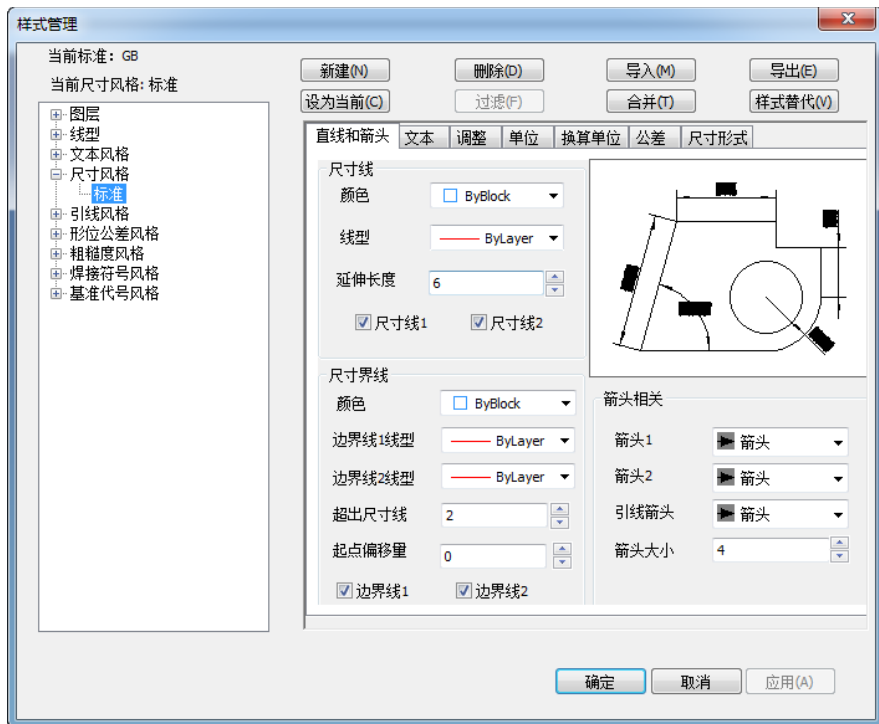 样式管理
当前标准：GB
当前尺寸风格: 标准
新建(N) 删除(D) 导入(M) 导出(E)
设为当前(C) 过滤(F) 合并(T) 样式替代(V)
图层
线型
文本风格
尺寸风格
标准
引线风格
形位公差风格
粗糙度风格
焊接符号风格
基准代号风格
直线和箭头 文本 调整 单位 换算单位 公差 尺寸形式
尺寸线
颜色 ByBlock
线型 ByLayer
延伸长度 6
尺寸线1 尺寸线2
尺寸界线
颜色 ByBlock
边界线1线型 ByLayer
边界线2线型 ByLayer
超出尺寸线 2
起点偏移量 0
边界线1 边界线2
箭头相关
箭头1 箭头
箭头2 箭头
引线箭头 箭头
箭头大小 4
确定 取消 应用(A)